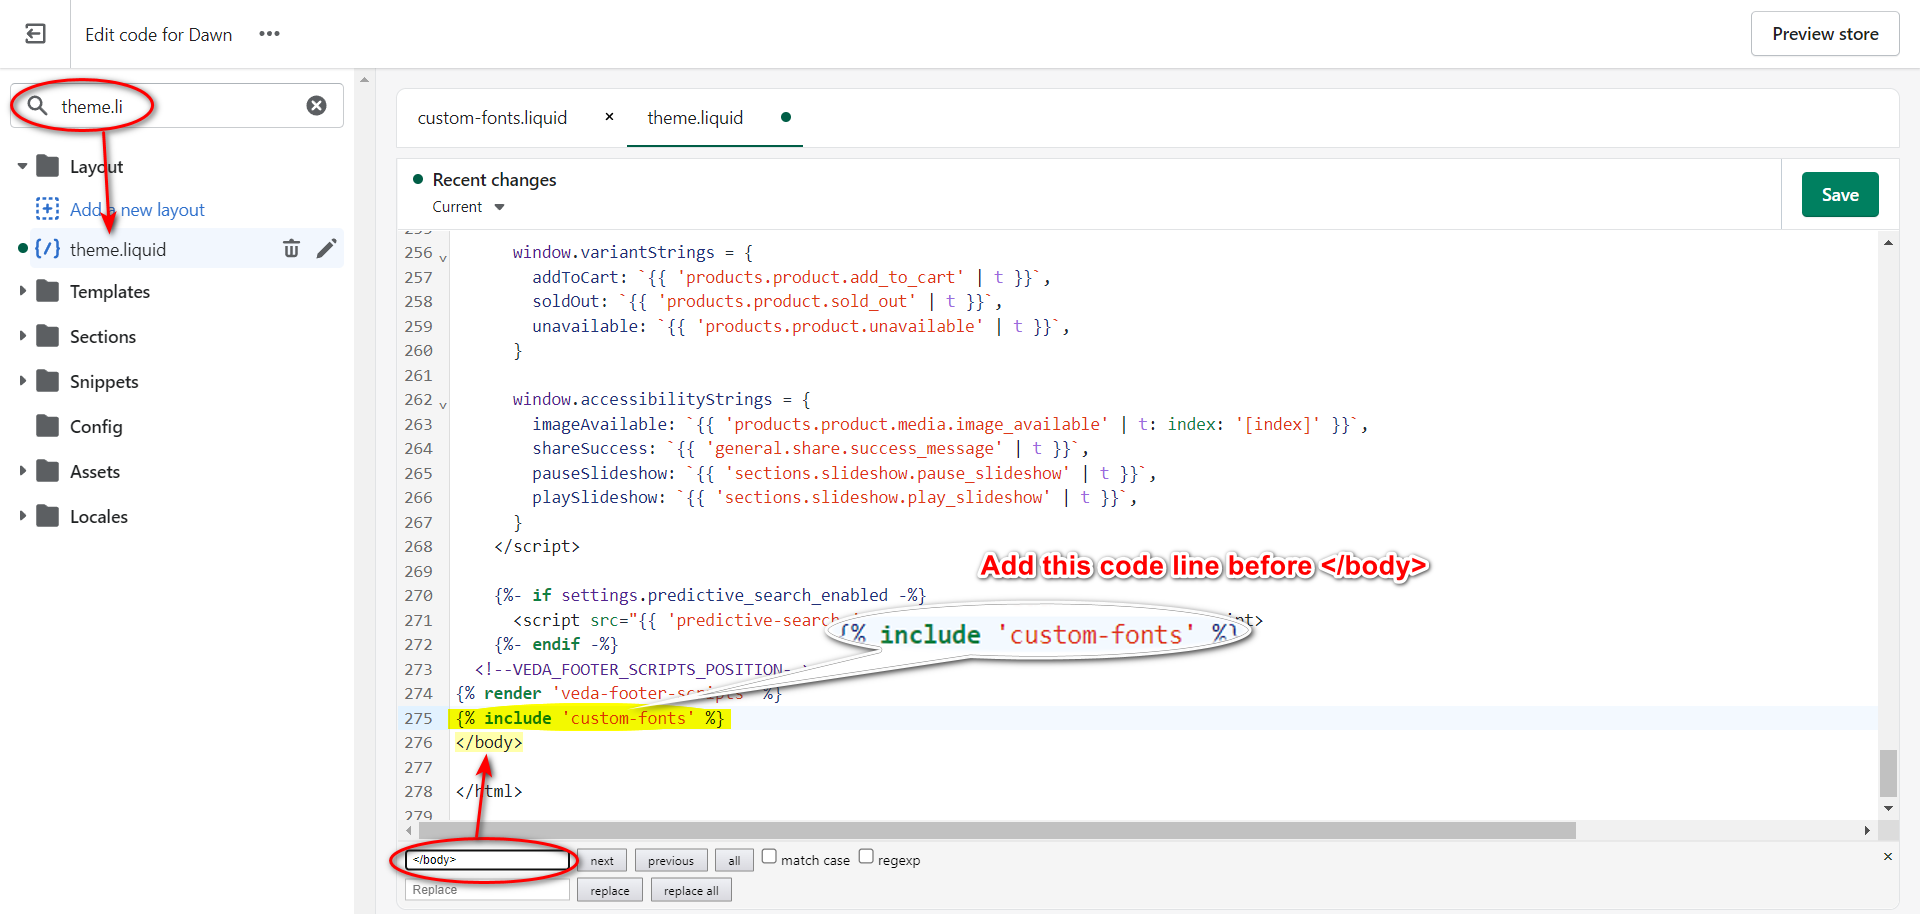 Edit code for Dawn
Preview store
theme.li
Layout
Add a new layout
theme.liquid
Templates
Sections
Snippets
Config
Assets
Locales
custom-fonts.liquid
theme.liquid
Recent changes
Current
Save
256 window.variantStrings = {
257 addToCart: `{{ 'products.product.add_to_cart' | t }}`,
258 soldOut: `{{ 'products.product.sold_out' | t }}`,
259 unavailable: `{{ 'products.product.unavailable' | t }}`,
260 }
261
262 window.accessibilityStrings = {
263 imageAvailable: `{{ 'products.product.media.image_available' | t: index: '[index]' }}`,
264 shareSuccess: `{{ 'general.share.success_message' | t }}`,
265 pauseSlideshow: `{{ 'sections.slideshow.pause_slideshow' | t }}`,
266 playSlideshow: `{{ 'sections.slideshow.play_slideshow' | t }}`,
267 }
268 </script>
269
Add this code line before </body>
270 {%- if settings.predictive_search_enabled -%}
271 <script src="{{ 'predictive-search
{% include 'custom-fonts' %}
272 {%- endif -%}
273 <!--VEDA_FOOTER_SCRIPTS_POSITION-
274 {% render 'veda-footer-scripts' %}
275 {% include 'custom-fonts' %}
276 </body>
277
278 </html>
279
</body>
next
previous
all
match case
regexp
Replace
replace
replace all